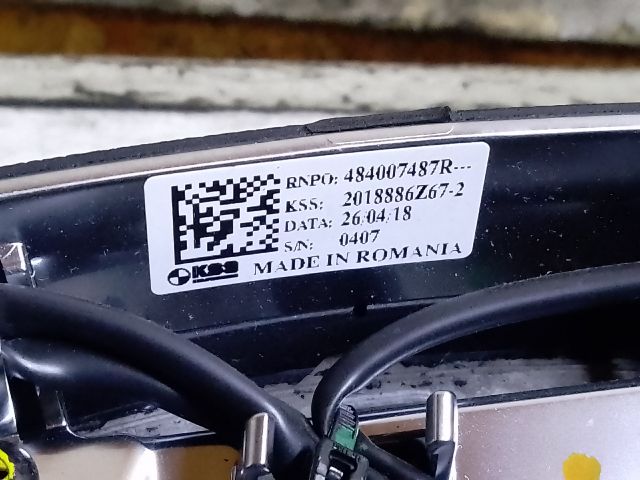 RNPO: 484007487R---
KSS: 2018886Z67-2
DATA: 26/04/18
S/N: 0407
KSS MADE IN ROMANIA